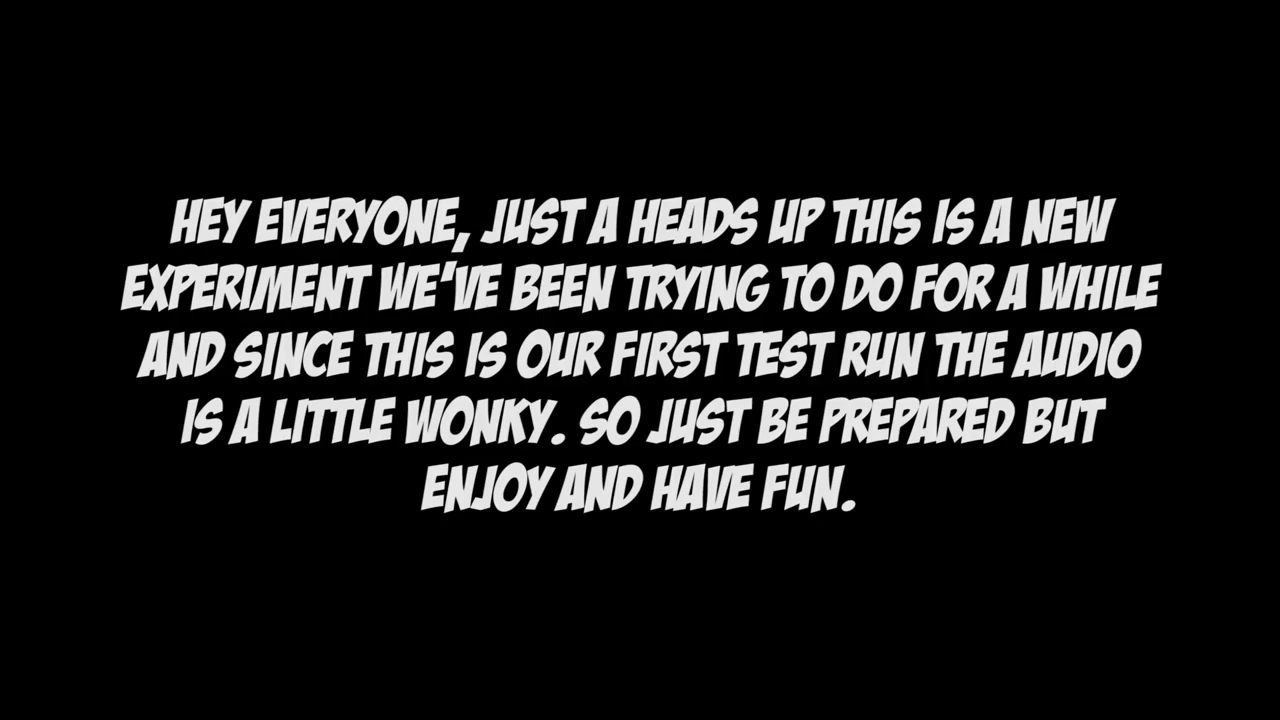 HEY EVERYONE, JUST A HEADS UP THIS IS A NEW
EXPERIMENT WE'VE BEEN TRYING TO DO FOR A WHILE
AND SINCE THIS IS OUR FIRST TEST RUN THE AUDIO
IS A LITTLE WONKY. SO JUST BE PREPARED BUT
ENJOY AND HAVE FUN.